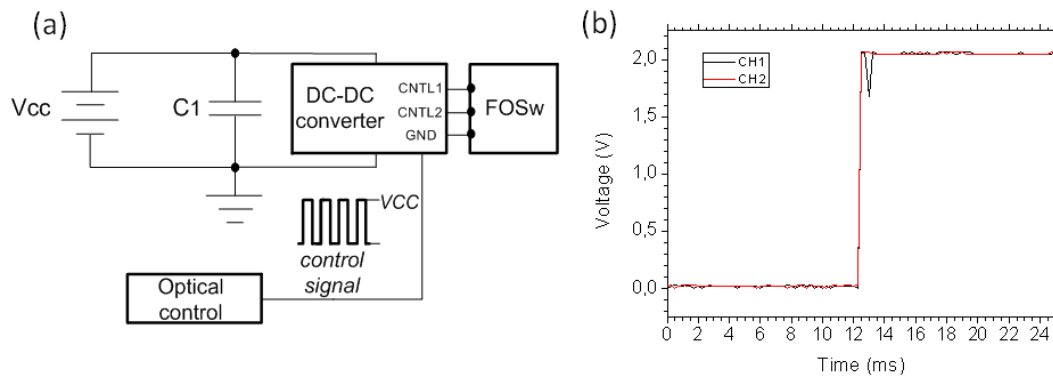 (a)
Vcc
C1
DC-DC
converter
CNTL1
CNTL2
GND
FOSw
VCC
control
signal
Optical
control
(b)
CH1
CH2
2,0
1,5
1,0
0,5
0,0
Voltage (V)
0 2 4 6 8 10 12 14 16 18 20 22 24
Time (ms)